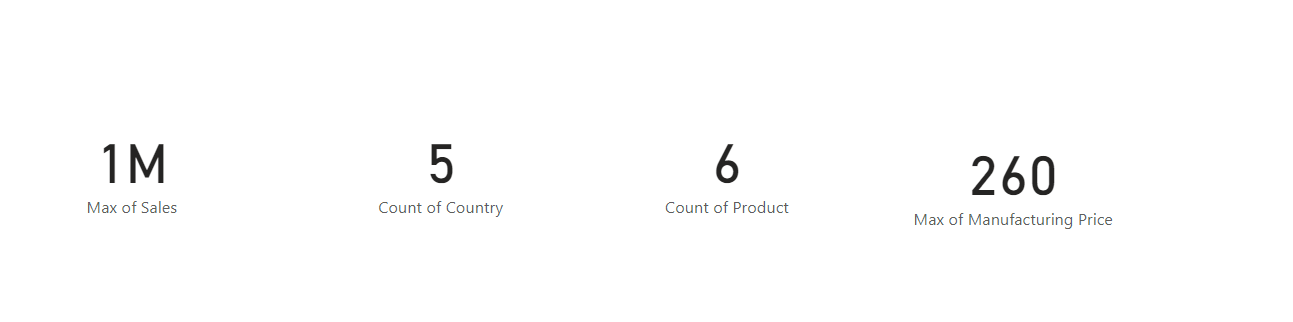 1M
Max of Sales
5
Count of Country
6
Count of Product
260
Max of Manufacturing Price